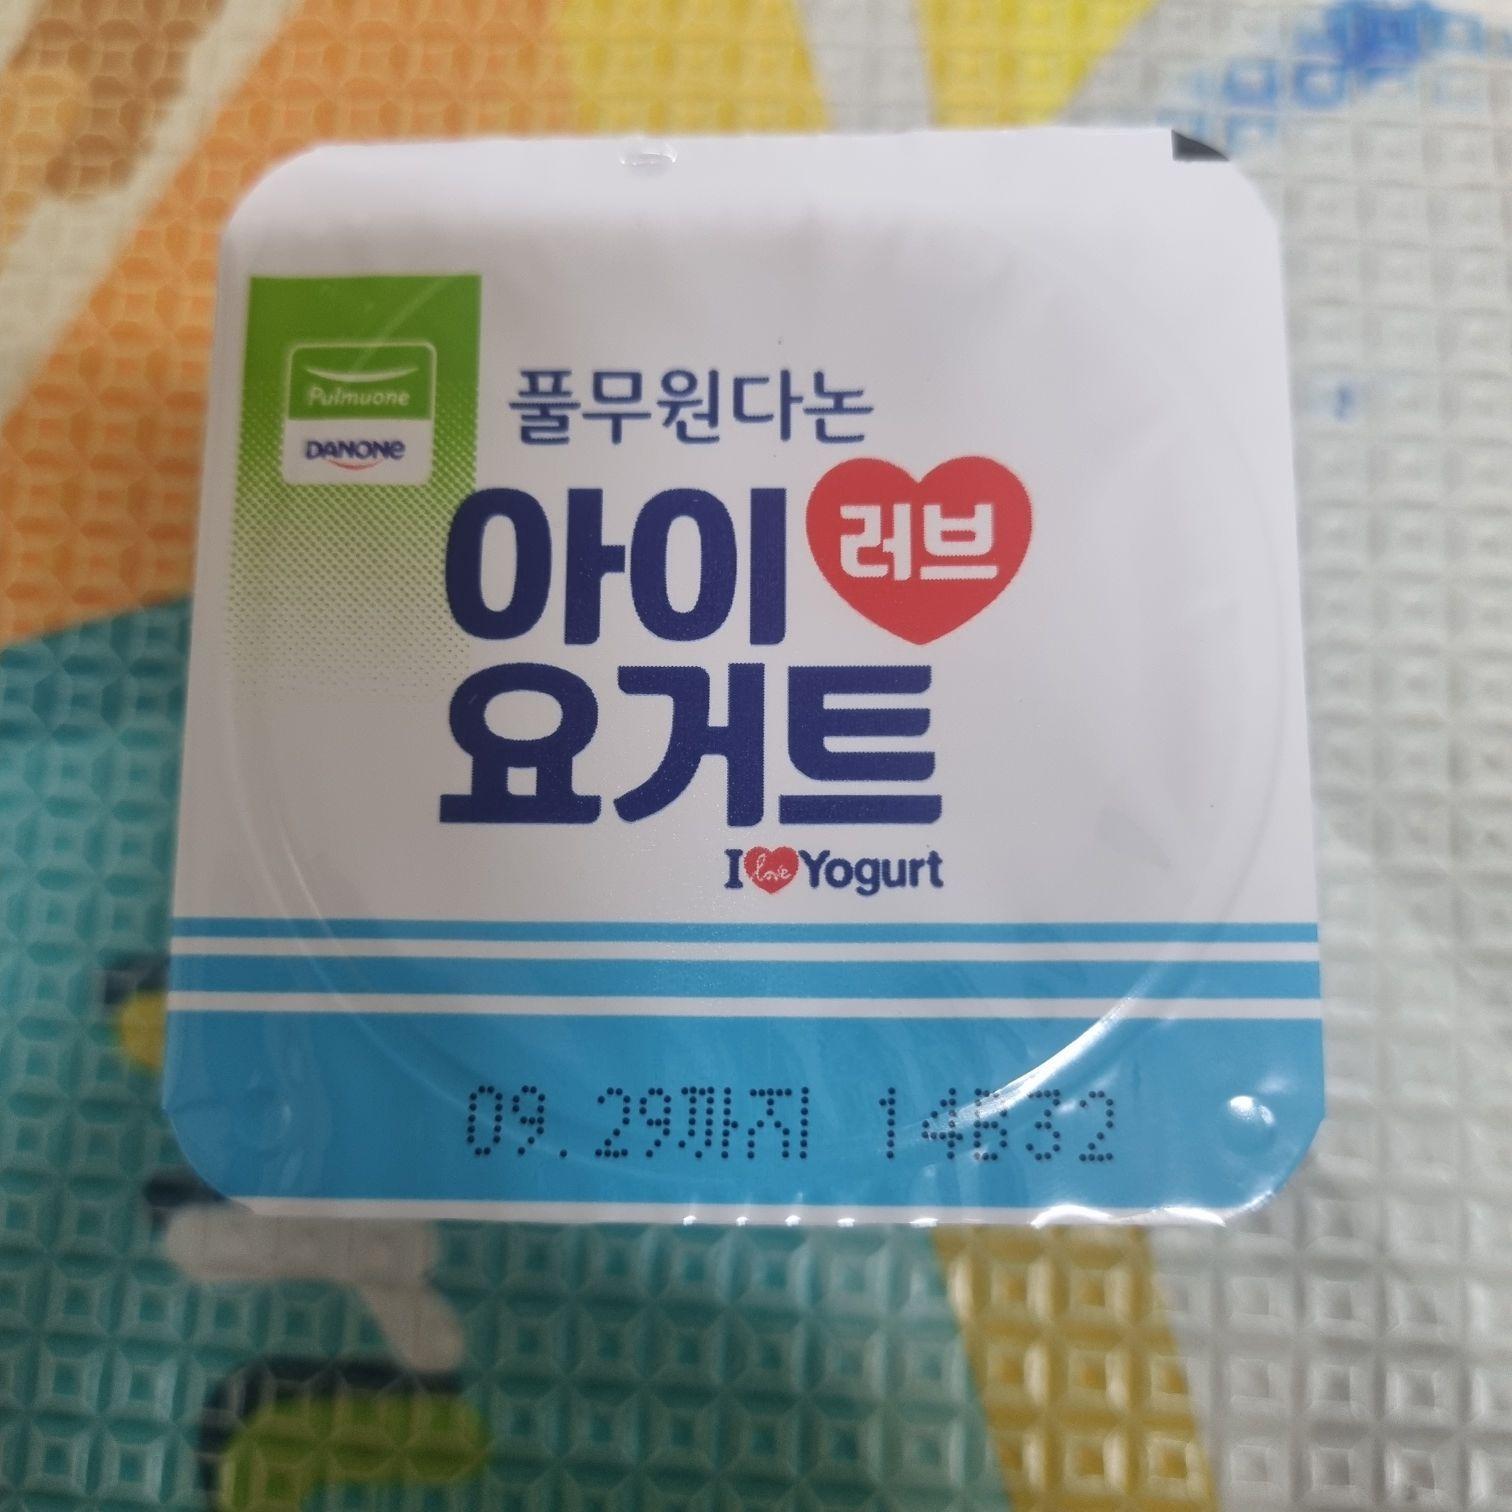 Pulmuone
DANONE
풀무원다논
아이러브
요거트
I love Yogurt
09.29까지 14B32